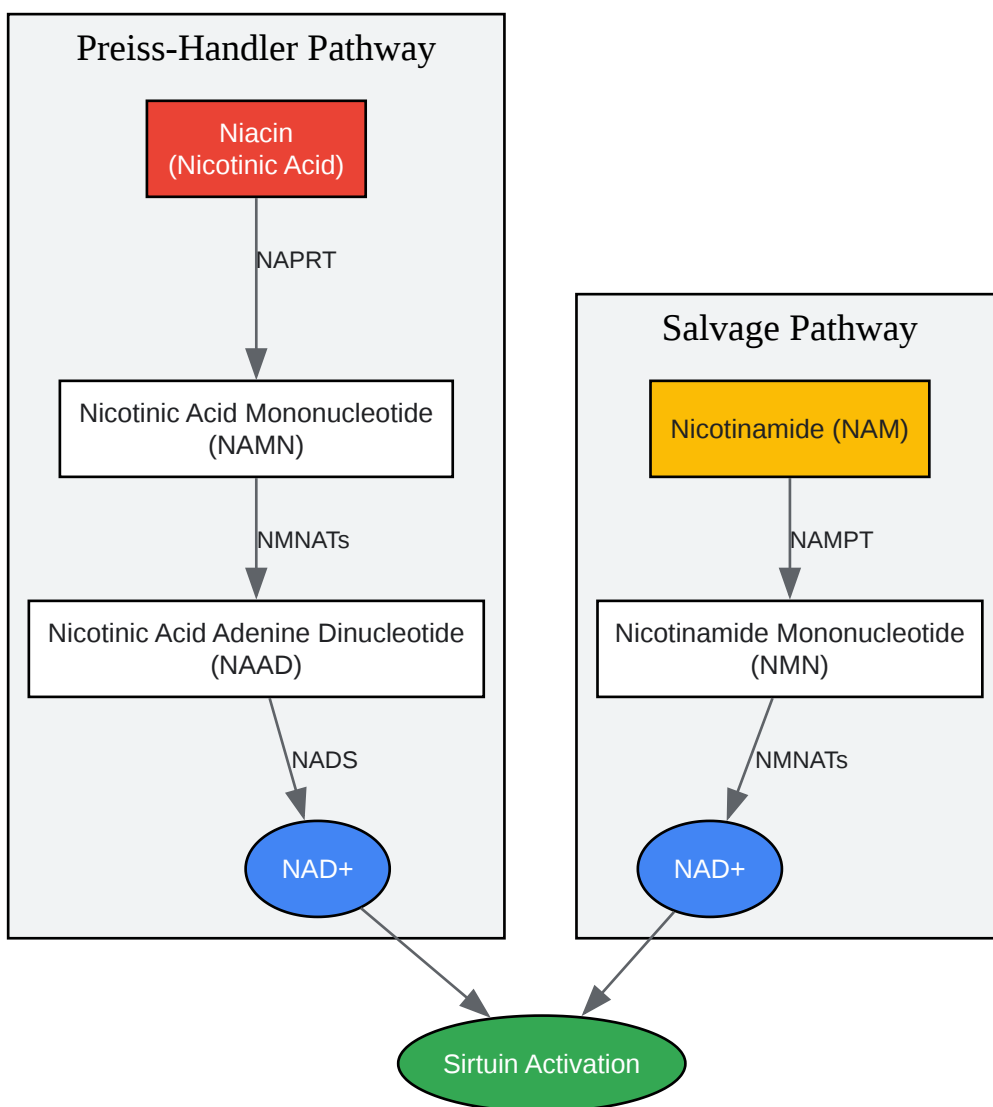 Preiss-Handler Pathway
Niacin
(Nicotinic Acid)
NAPRT
Nicotinic Acid Mononucleotide
(NAMN)
NMNATs
Nicotinic Acid Adenine Dinucleotide
(NAAD)
NADS
NAD+
Salvage Pathway
Nicotinamide (NAM)
NAMPT
Nicotinamide Mononucleotide
(NMN)
NMNATs
NAD+
Sirtuin Activation